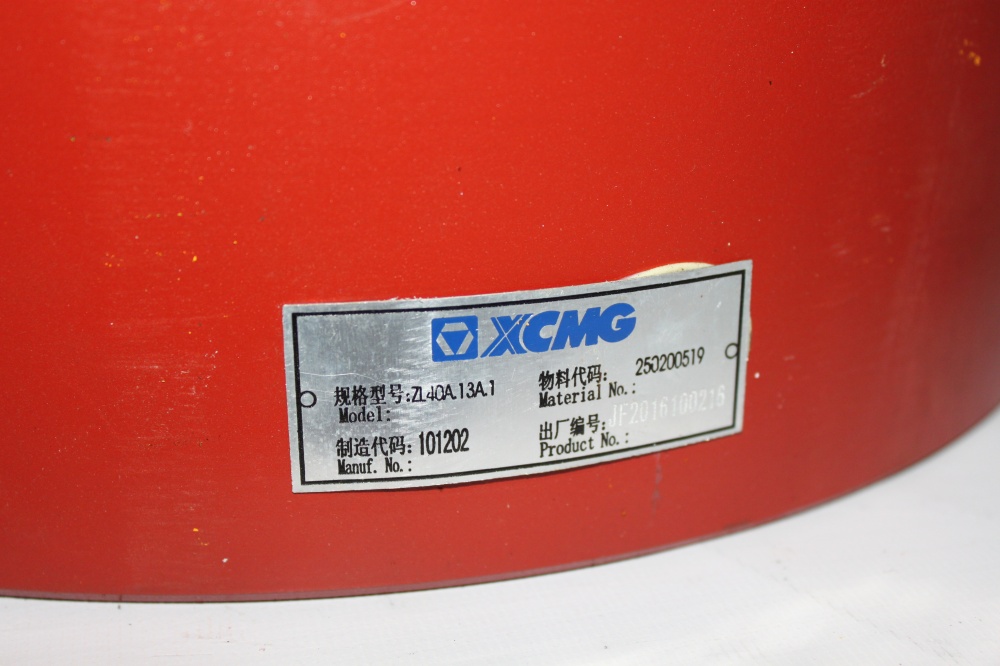 XCMG
规格型号:ZL40A.13A.1
Model:
物料代码: 250200519
Material No.:
制造代码: 101202
Manuf. No.:
出厂编号: JF2016100216
Product No.: